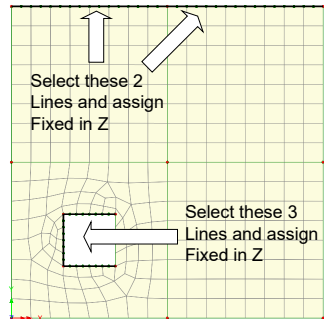 Select these 2
Lines and assign
Fixed in Z
Select these 3
Lines and assign
Fixed in Z